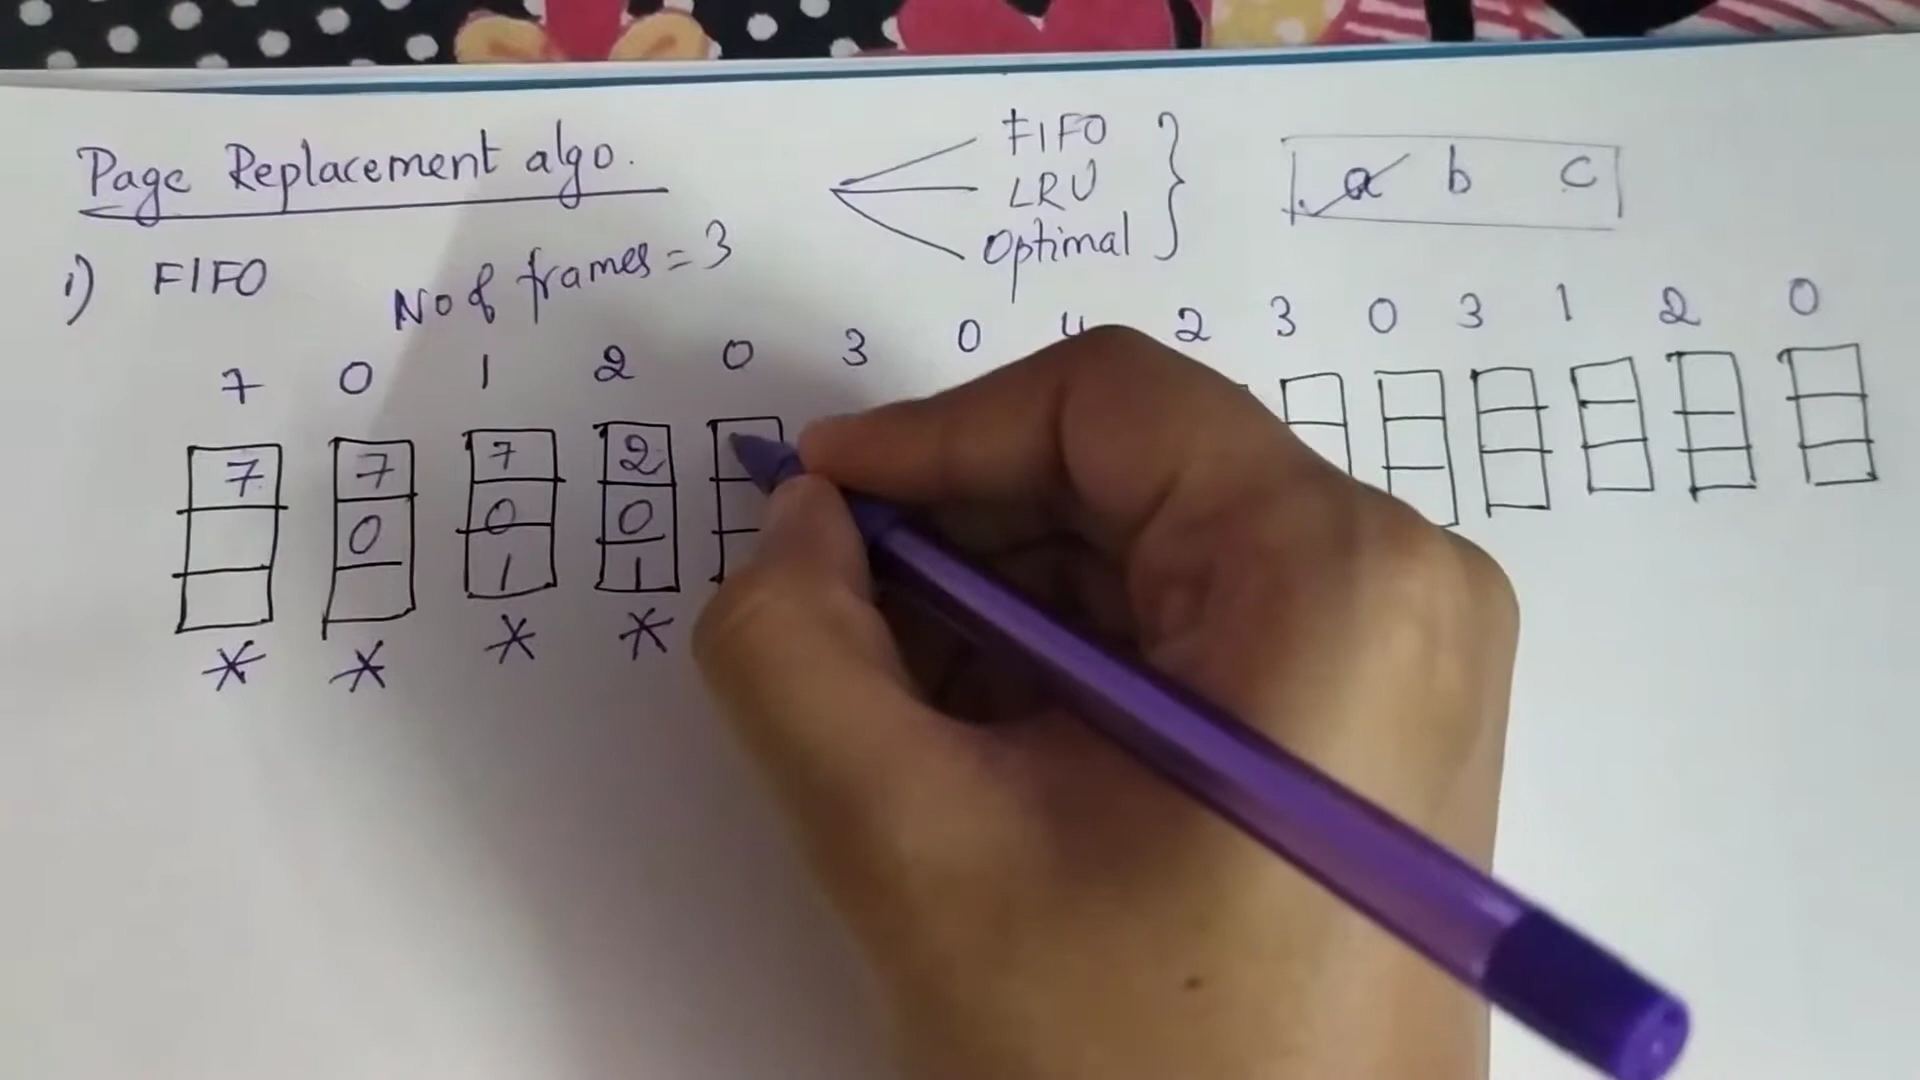 Page Replacement algo.
FIFO
LRU
Optimal
a b c
1) FIFO
No of frames = 3
7 0 1 2 0 3 0 4 2 3 0 3 1 2 0
7 7 7 2
0 0 0
1 1
* * * *